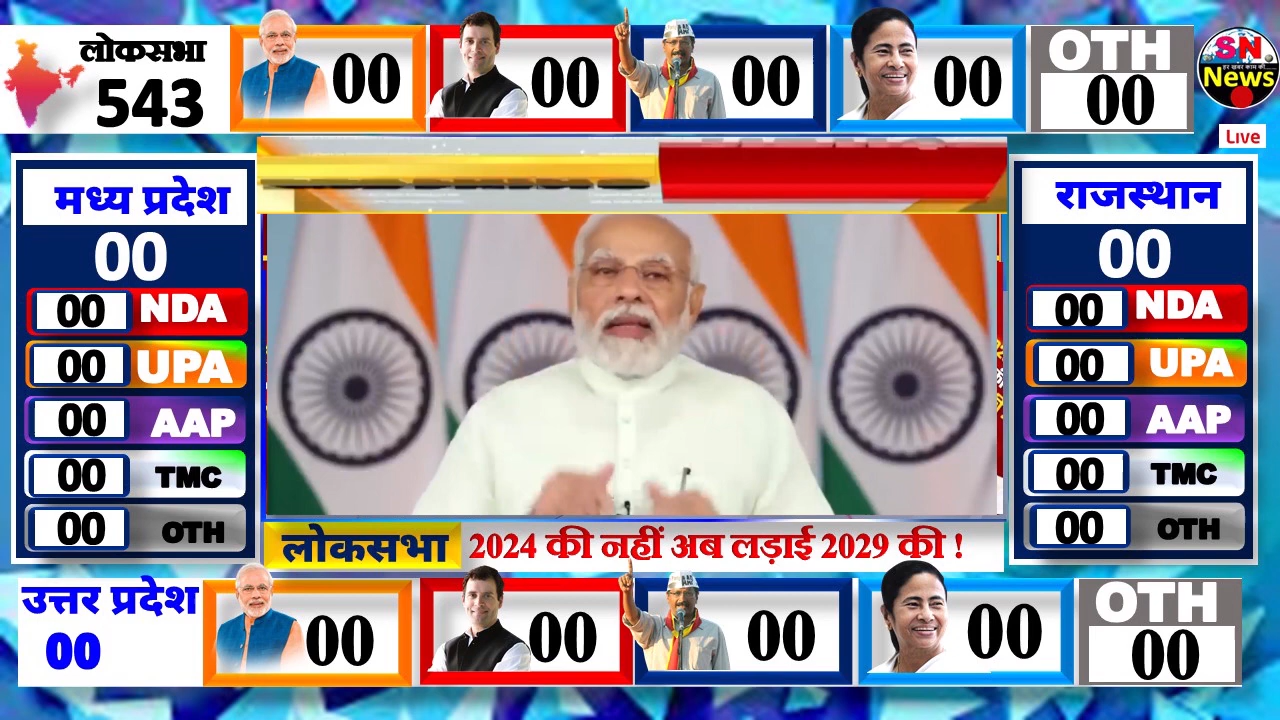 लोकसभा
543
00
00
00
00
OTH
00
SN
News
Live
मध्य प्रदेश
00
00 NDA
00 UPA
00 AAP
00 TMC
00 OTH
राजस्थान
00
00 NDA
00 UPA
00 AAP
00 TMC
00 OTH
लोकसभा 2024 की नहीं अब लड़ाई 2029 की !
उत्तर प्रदेश
00
00
00
00
00
OTH
00